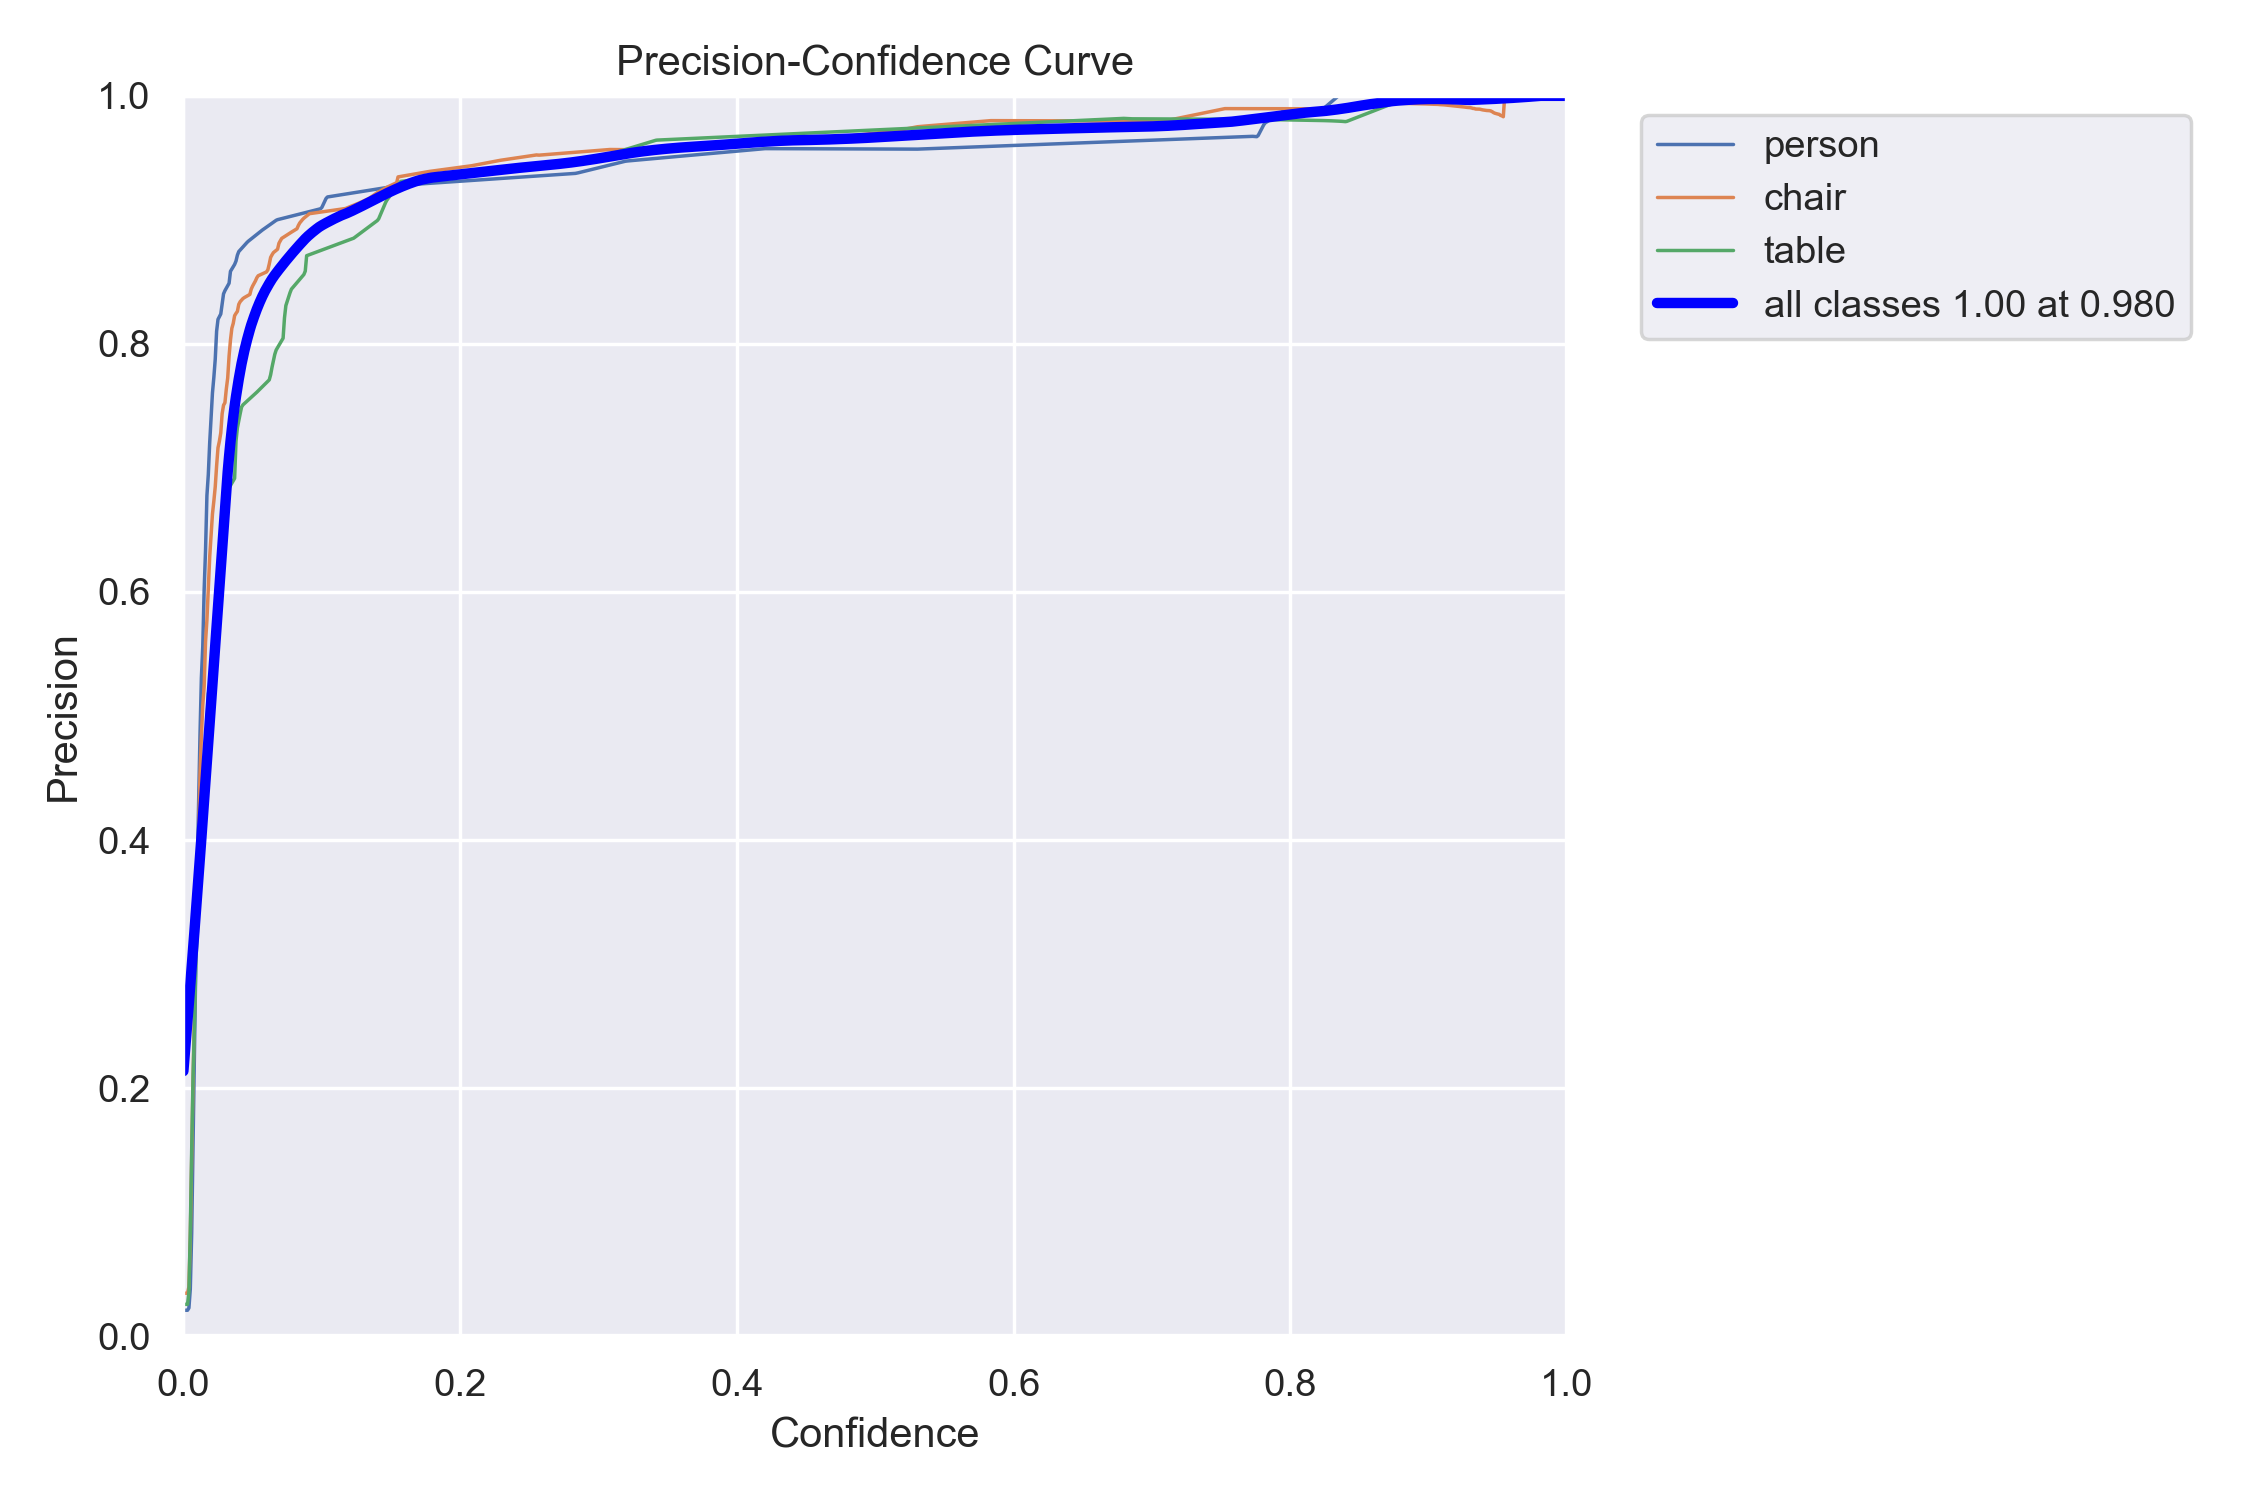 Precision-Confidence Curve
1.0
0.8
0.6
0.4
0.2
0.0
Precision
0.0 0.2 0.4 0.6 0.8 1.0
Confidence
person
chair
table
all classes 1.00 at 0.980